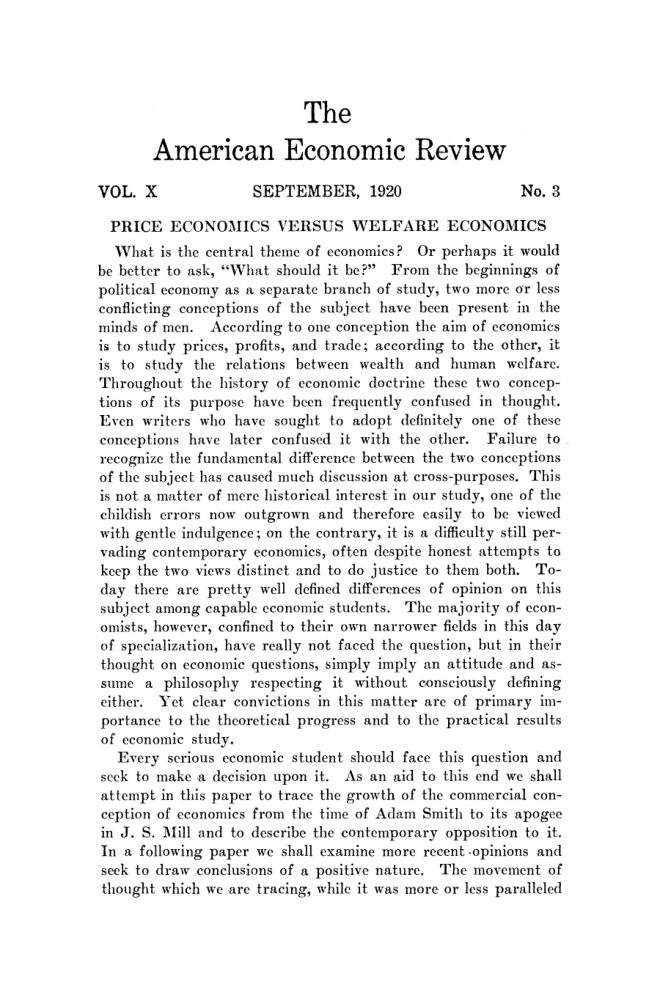 The
American Economic Review
VOL. X SEPTEMBER, 1920 No. 3
PRICE ECONOMICS VERSUS WELFARE ECONOMICS
What is the central theme of economics? Or perhaps it would
be better to ask, “What should it be?” From the beginnings of
political economy as a separate branch of study, two more or less
conflicting conceptions of the subject have been present in the
minds of men. According to one conception the aim of economics
is to study prices, profits, and trade; according to the other, it
is to study the relations between wealth and human welfare.
Throughout the history of economic doctrine these two concep-
tions of its purpose have been frequently confused in thought.
Even writers who have sought to adopt definitely one of these
conceptions have later confused it with the other. Failure to
recognize the fundamental difference between the two conceptions
of the subject has caused much discussion at cross-purposes. This
is not a matter of mere historical interest in our study, one of the
childish errors now outgrown and therefore easily to be viewed
with gentle indulgence; on the contrary, it is a difficulty still per-
vading contemporary economics, often despite honest attempts to
keep the two views distinct and to do justice to them both. To-
day there are pretty well defined differences of opinion on this
subject among capable economic students. The majority of econ-
omists, however, confined to their own narrower fields in this day
of specialization, have really not faced the question, but in their
thought on economic questions, simply imply an attitude and as-
sume a philosophy respecting it without consciously defining
either. Yet clear convictions in this matter are of primary im-
portance to the theoretical progress and to the practical results
of economic study.
Every serious economic student should face this question and
seek to make a decision upon it. As an aid to this end we shall
attempt in this paper to trace the growth of the commercial con-
ception of economics from the time of Adam Smith to its apogee
in J. S. Mill and to describe the contemporary opposition to it.
In a following paper we shall examine more recent opinions and
seek to draw conclusions of a positive nature. The movement of
thought which we are tracing, while it was more or less paralleled